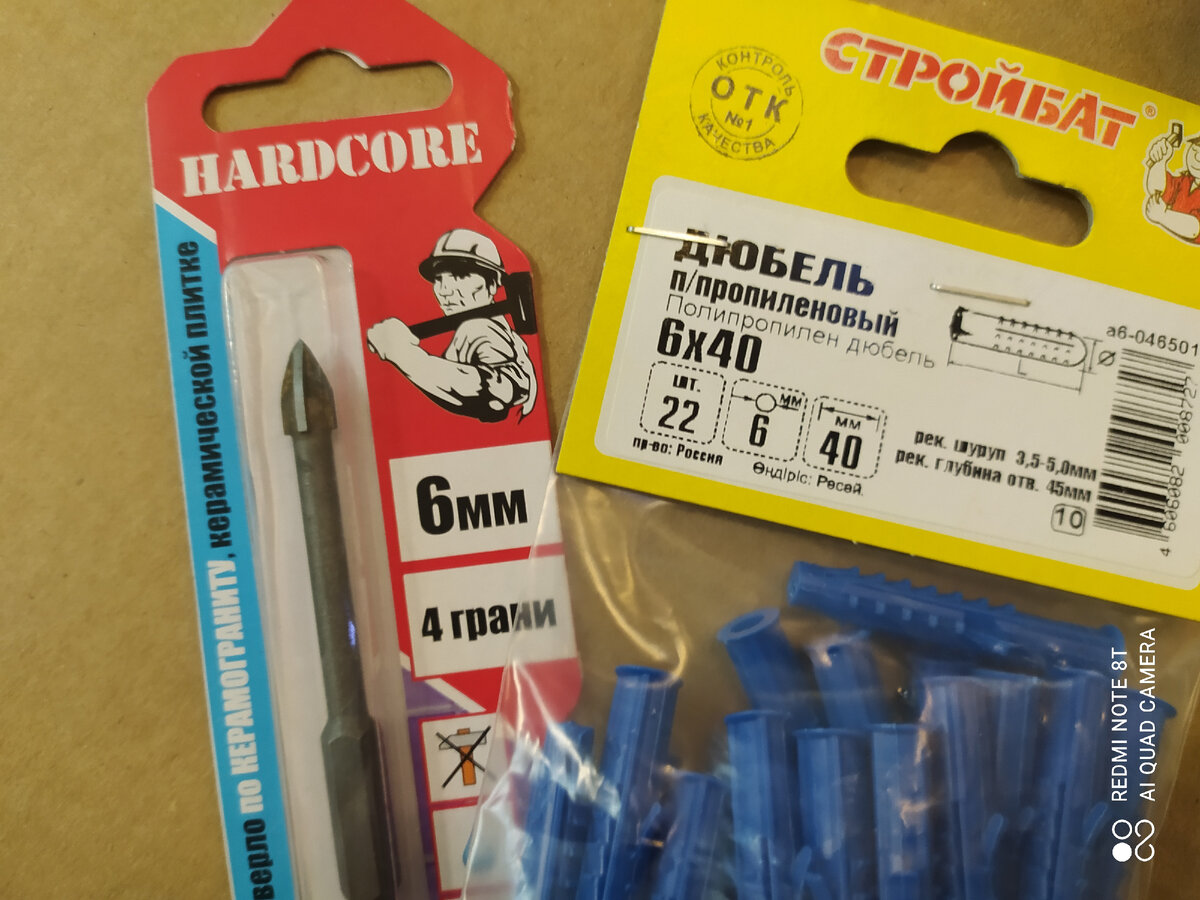 HARDCORE
верло по КЕРАМОГРАНИТУ, керамической плитке
6мм
4 грани
КОНТРОЛЬ
ОТК
№1
КАЧЕСТВА
СТРОЙБАТ®
ДЮБЕЛЬ
п/пропиленовый
Полипропилен дюбель
6х40
a6-046501
L
Ø
шт.
22
мм
6
мм
40
пр-во: Россия
Өндіріс: Ресей.
рек. шуруп 3,5-5,0мм
рек. глубина отв. 45мм
10
REDMI NOTE 8T
AI QUAD CAMERA